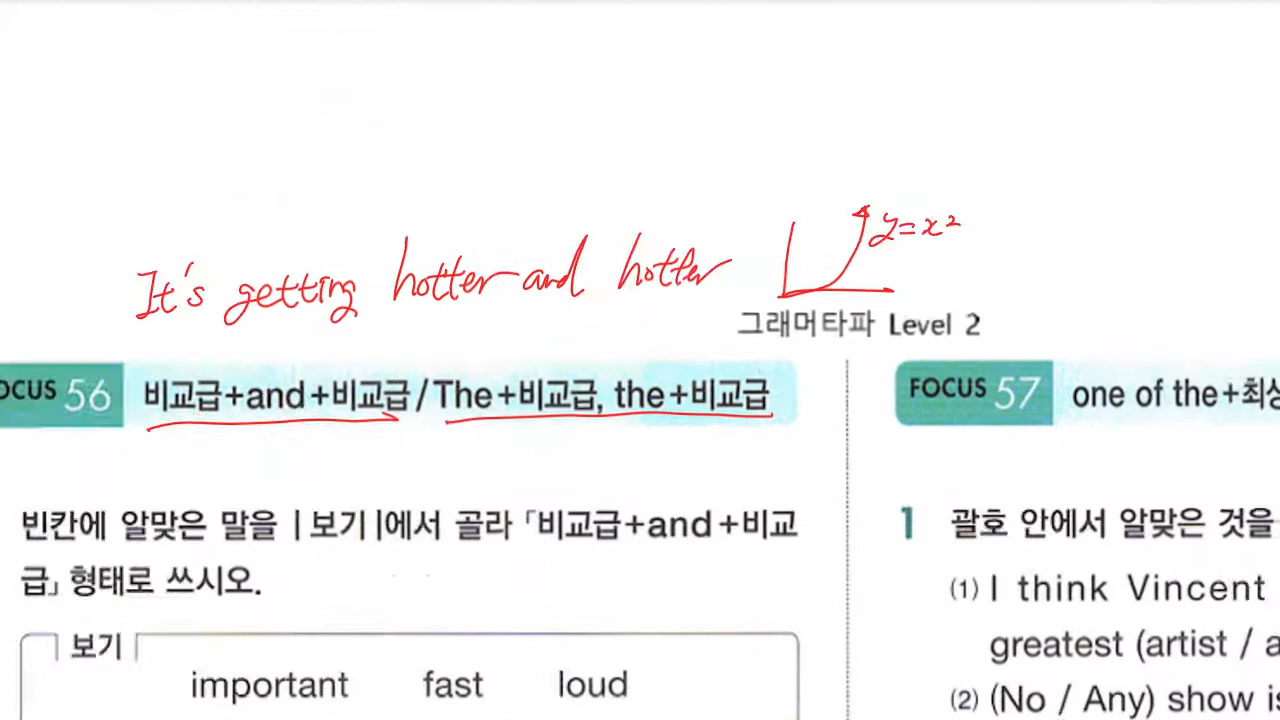 It's getting hotter and hotter
y=x²
그래머타파 Level 2
OCUS 56 비교급+and+비교급/The+비교급, the+비교급
빈칸에 알맞은 말을 |보기|에서 골라 「비교급+and+비교
급」 형태로 쓰시오.
보기
important fast loud
FOCUS 57 one of the+최상
1 괄호 안에서 알맞은 것을
(1) I think Vincent
greatest (artist / a
(2) (No / Any) show is